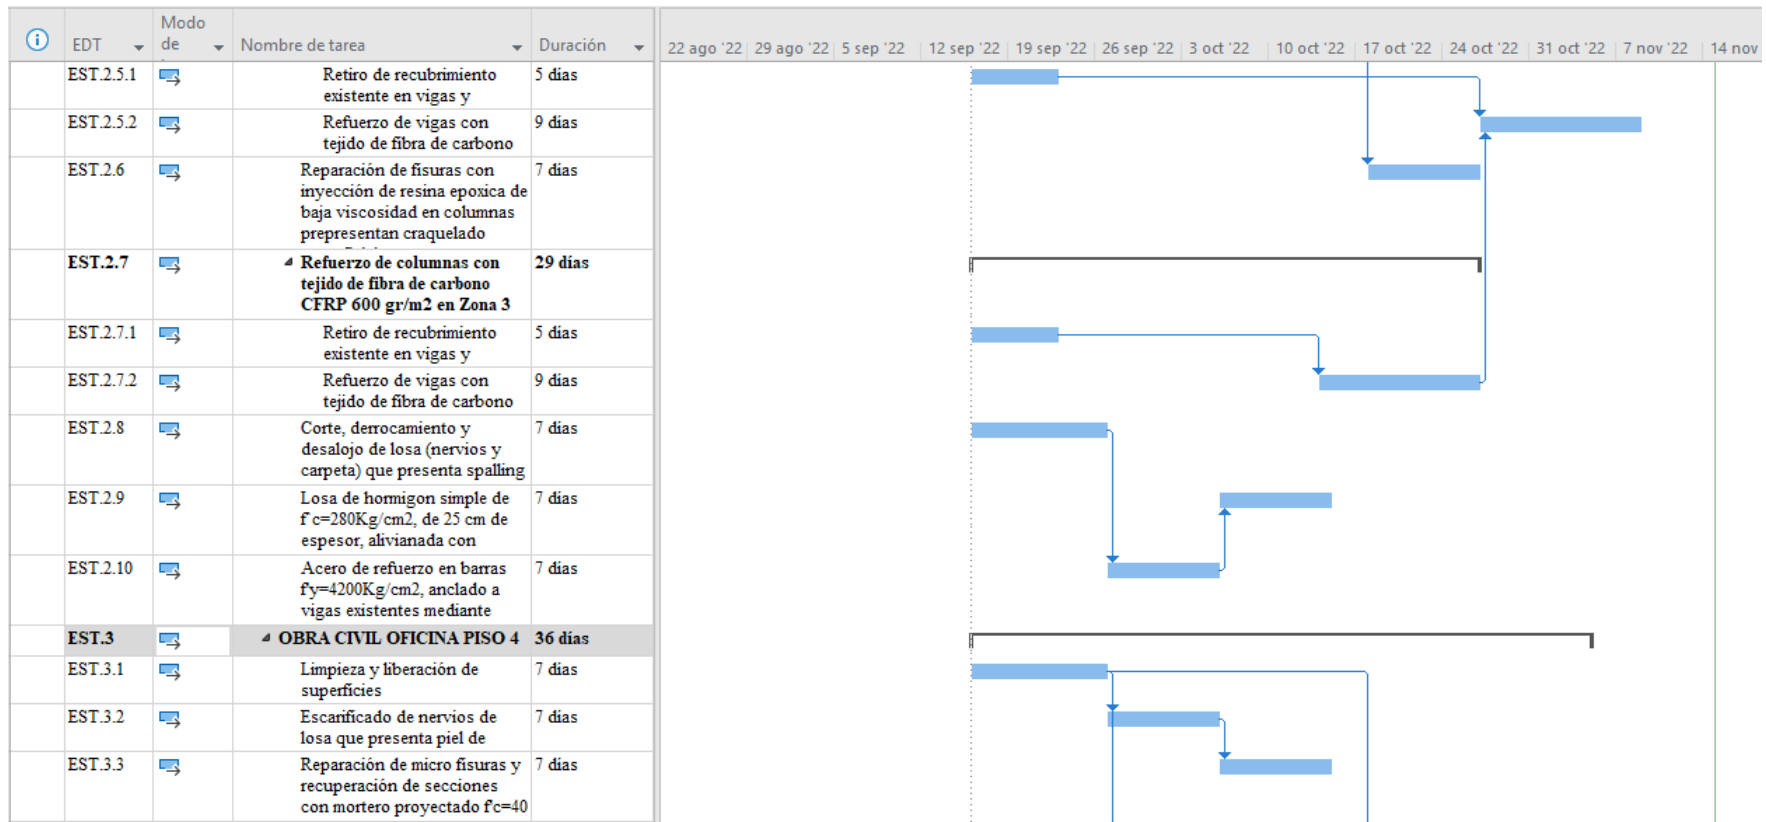 Modo
EDT de Nombre de tarea Duración 22 ago '22 29 ago '22 5 sep '22 12 sep '22 19 sep '22 26 sep '22 3 oct '22 10 oct '22 17 oct '22 24 oct '22 31 oct '22 7 nov '22 14 nov
EST.2.5.1 Retiro de recubrimiento 5 días
existente en vigas y
EST.2.5.2 Refuerzo de vigas con 9 días
tejido de fibra de carbono
EST.2.6 Reparación de fisuras con 7 días
inyección de resina epoxica de
baja viscosidad en columnas
prepresentan craquelado
EST.2.7 Refuerzo de columnas con 29 días
tejido de fibra de carbono
CFRP 600 gr/m2 en Zona 3
EST.2.7.1 Retiro de recubrimiento 5 días
existente en vigas y
EST.2.7.2 Refuerzo de vigas con 9 días
tejido de fibra de carbono
EST.2.8 Corte, derrocamiento y 7 días
desalojo de losa (nervios y
carpeta) que presenta spalling
EST.2.9 Losa de hormigon simple de 7 días
f´c=280Kg/cm2, de 25 cm de
espesor, alivianada con
EST.2.10 Acero de refuerzo en barras 7 días
f'y=4200Kg/cm2, anclado a
vigas existentes mediante
EST.3 OBRA CIVIL OFICINA PISO 4 36 días
EST.3.1 Limpieza y liberación de 7 días
superficies
EST.3.2 Escarificado de nervios de 7 días
losa que presenta piel de
EST.3.3 Reparación de micro fisuras y 7 días
recuperación de secciones
con mortero proyectado f'c=40